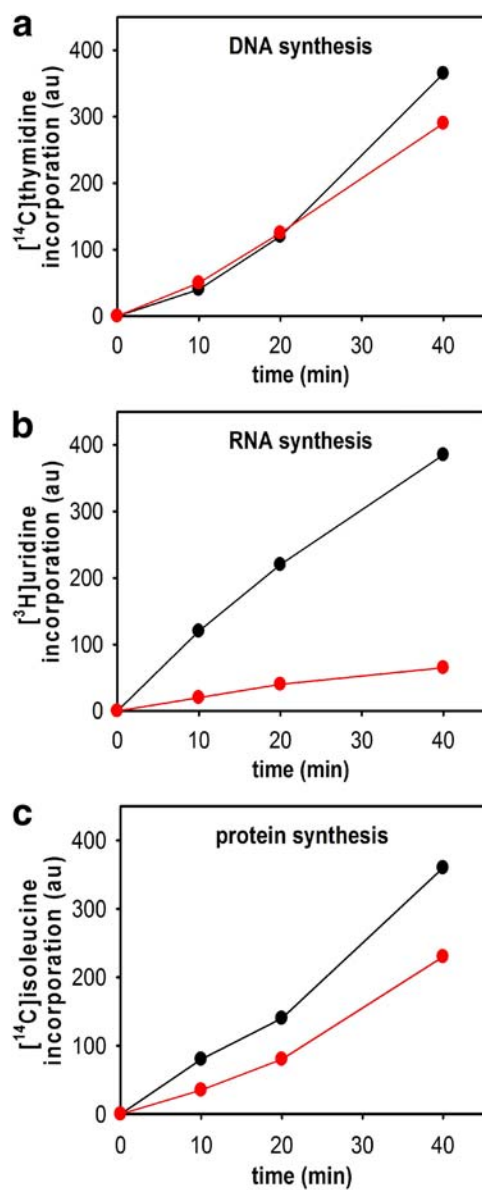 a
DNA synthesis
[¹⁴C]thymidine
incorporation (au)
400
300
200
100
0
0 10 20 30 40
time (min)
b
RNA synthesis
[³H]uridine
incorporation (au)
400
300
200
100
0
0 10 20 30 40
time (min)
c
protein synthesis
[¹⁴C]isoleucine
incorporation (au)
400
300
200
100
0
0 10 20 30 40
time (min)